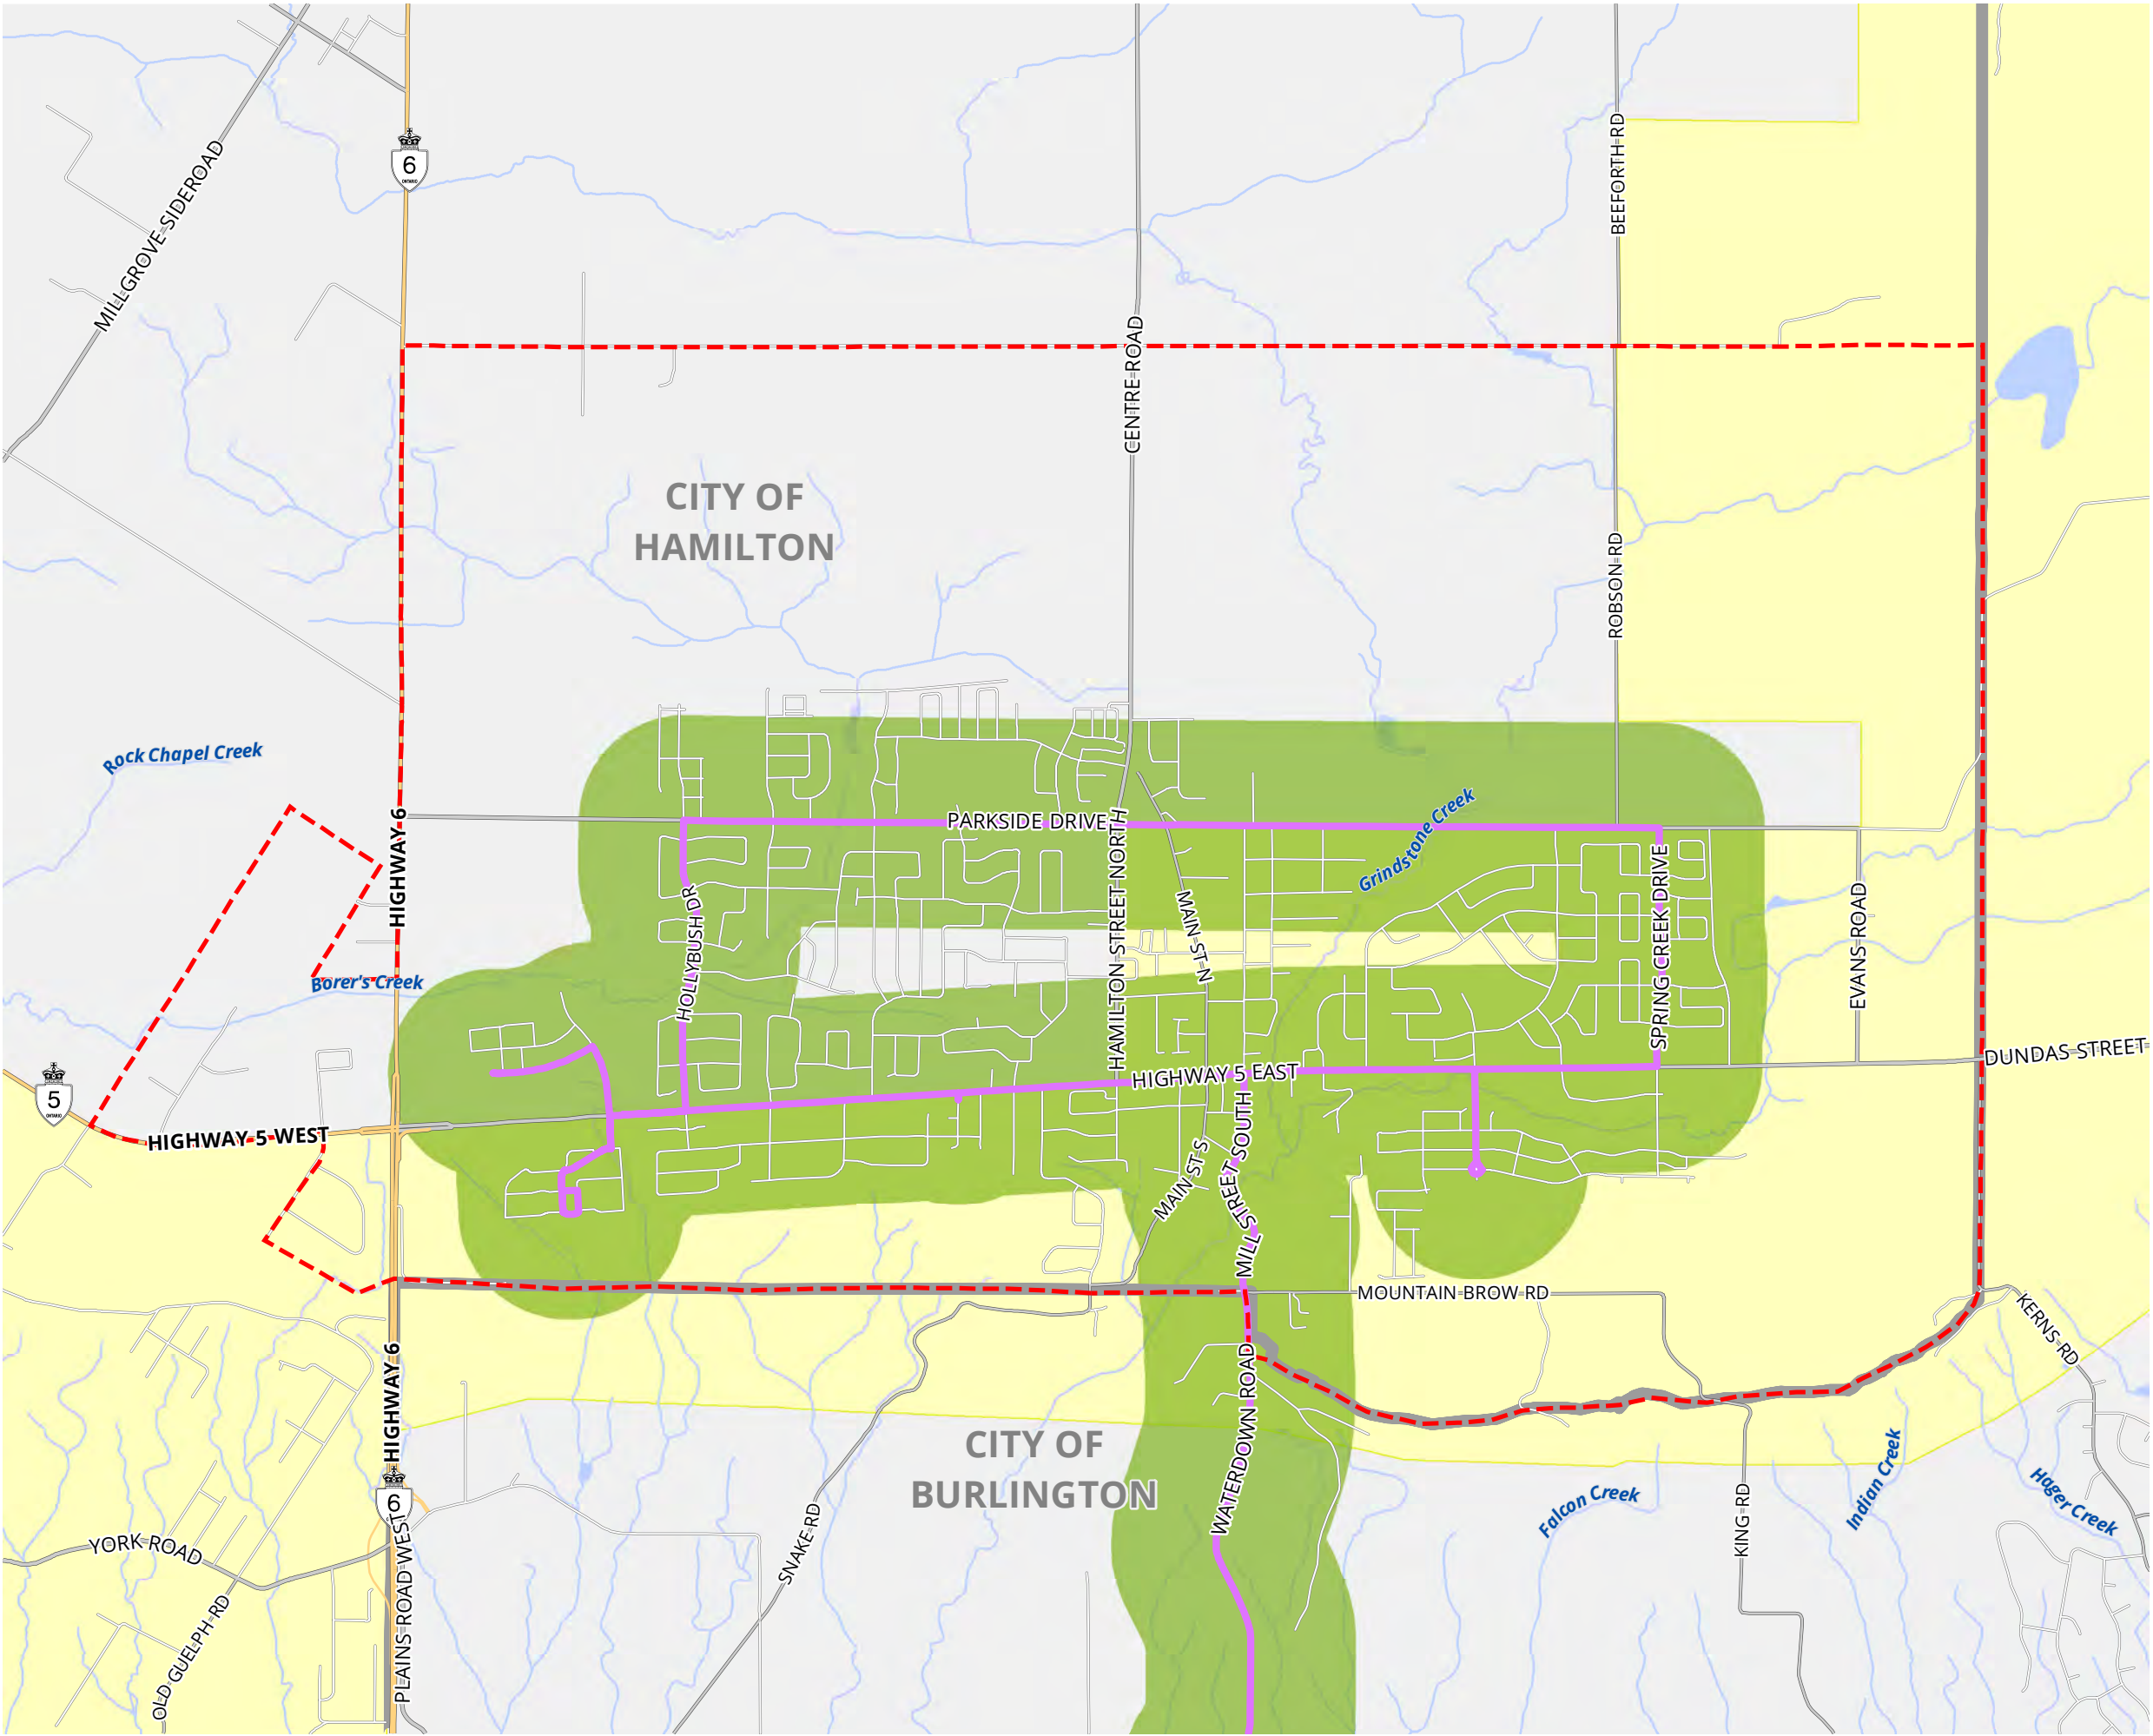 MILLGROVE SIDEROAD
6
ONTARIO
BEEFORTH RD
CENTRE ROAD
CITY OF
HAMILTON
ROBSON RD
Rock Chapel Creek
HIGHWAY 6
PARKSIDE DRIVE
HAMILTON STREET NORTH
Grindstone Creek
HOLLYBUSH DR
MAIN ST N
SPRING CREEK DRIVE
EVANS ROAD
Borer's Creek
5
ONTARIO
HIGHWAY 5 WEST
HIGHWAY 5 EAST
DUNDAS STREET
MAIN ST S
MILL STREET SOUTH
MOUNTAIN BROW RD
KERNS RD
HIGHWAY 6
WATERDOWN ROAD
CITY OF
BURLINGTON
6
SNAKE RD
Falcon Creek
KING RD
Indian Creek
Hager Creek
YORK ROAD
PLAINS ROAD WEST
OLD GUELPH RD